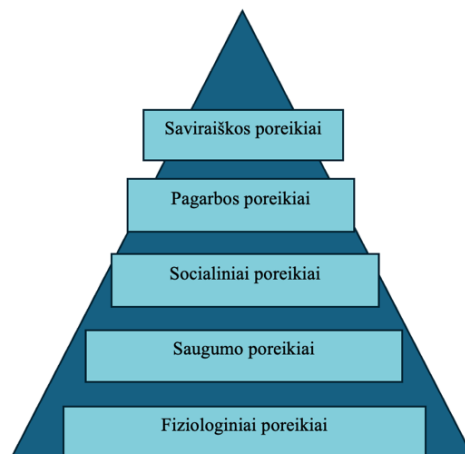 Saviraiškos poreikiai
Pagarbos poreikiai
Socialiniai poreikiai
Saugumo poreikiai
Fiziologiniai poreikiai